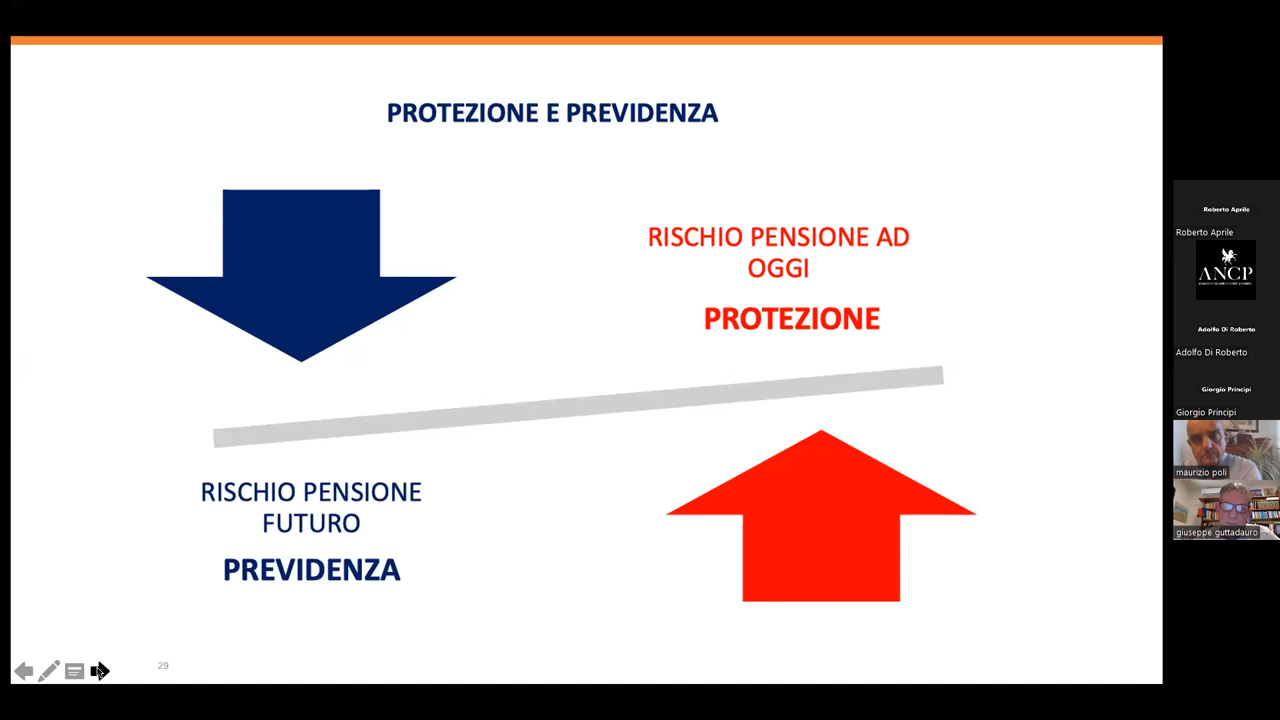 PROTEZIONE E PREVIDENZA
RISCHIO PENSIONE AD
OGGI
PROTEZIONE
RISCHIO PENSIONE
FUTURO
PREVIDENZA
29
Roberto Aprile
Roberto Aprile
ANCP
Adolfo Di Roberto
Adolfo Di Roberto
Giorgio Principi
Giorgio Principi
maurizio poli
giuseppe guttadauro